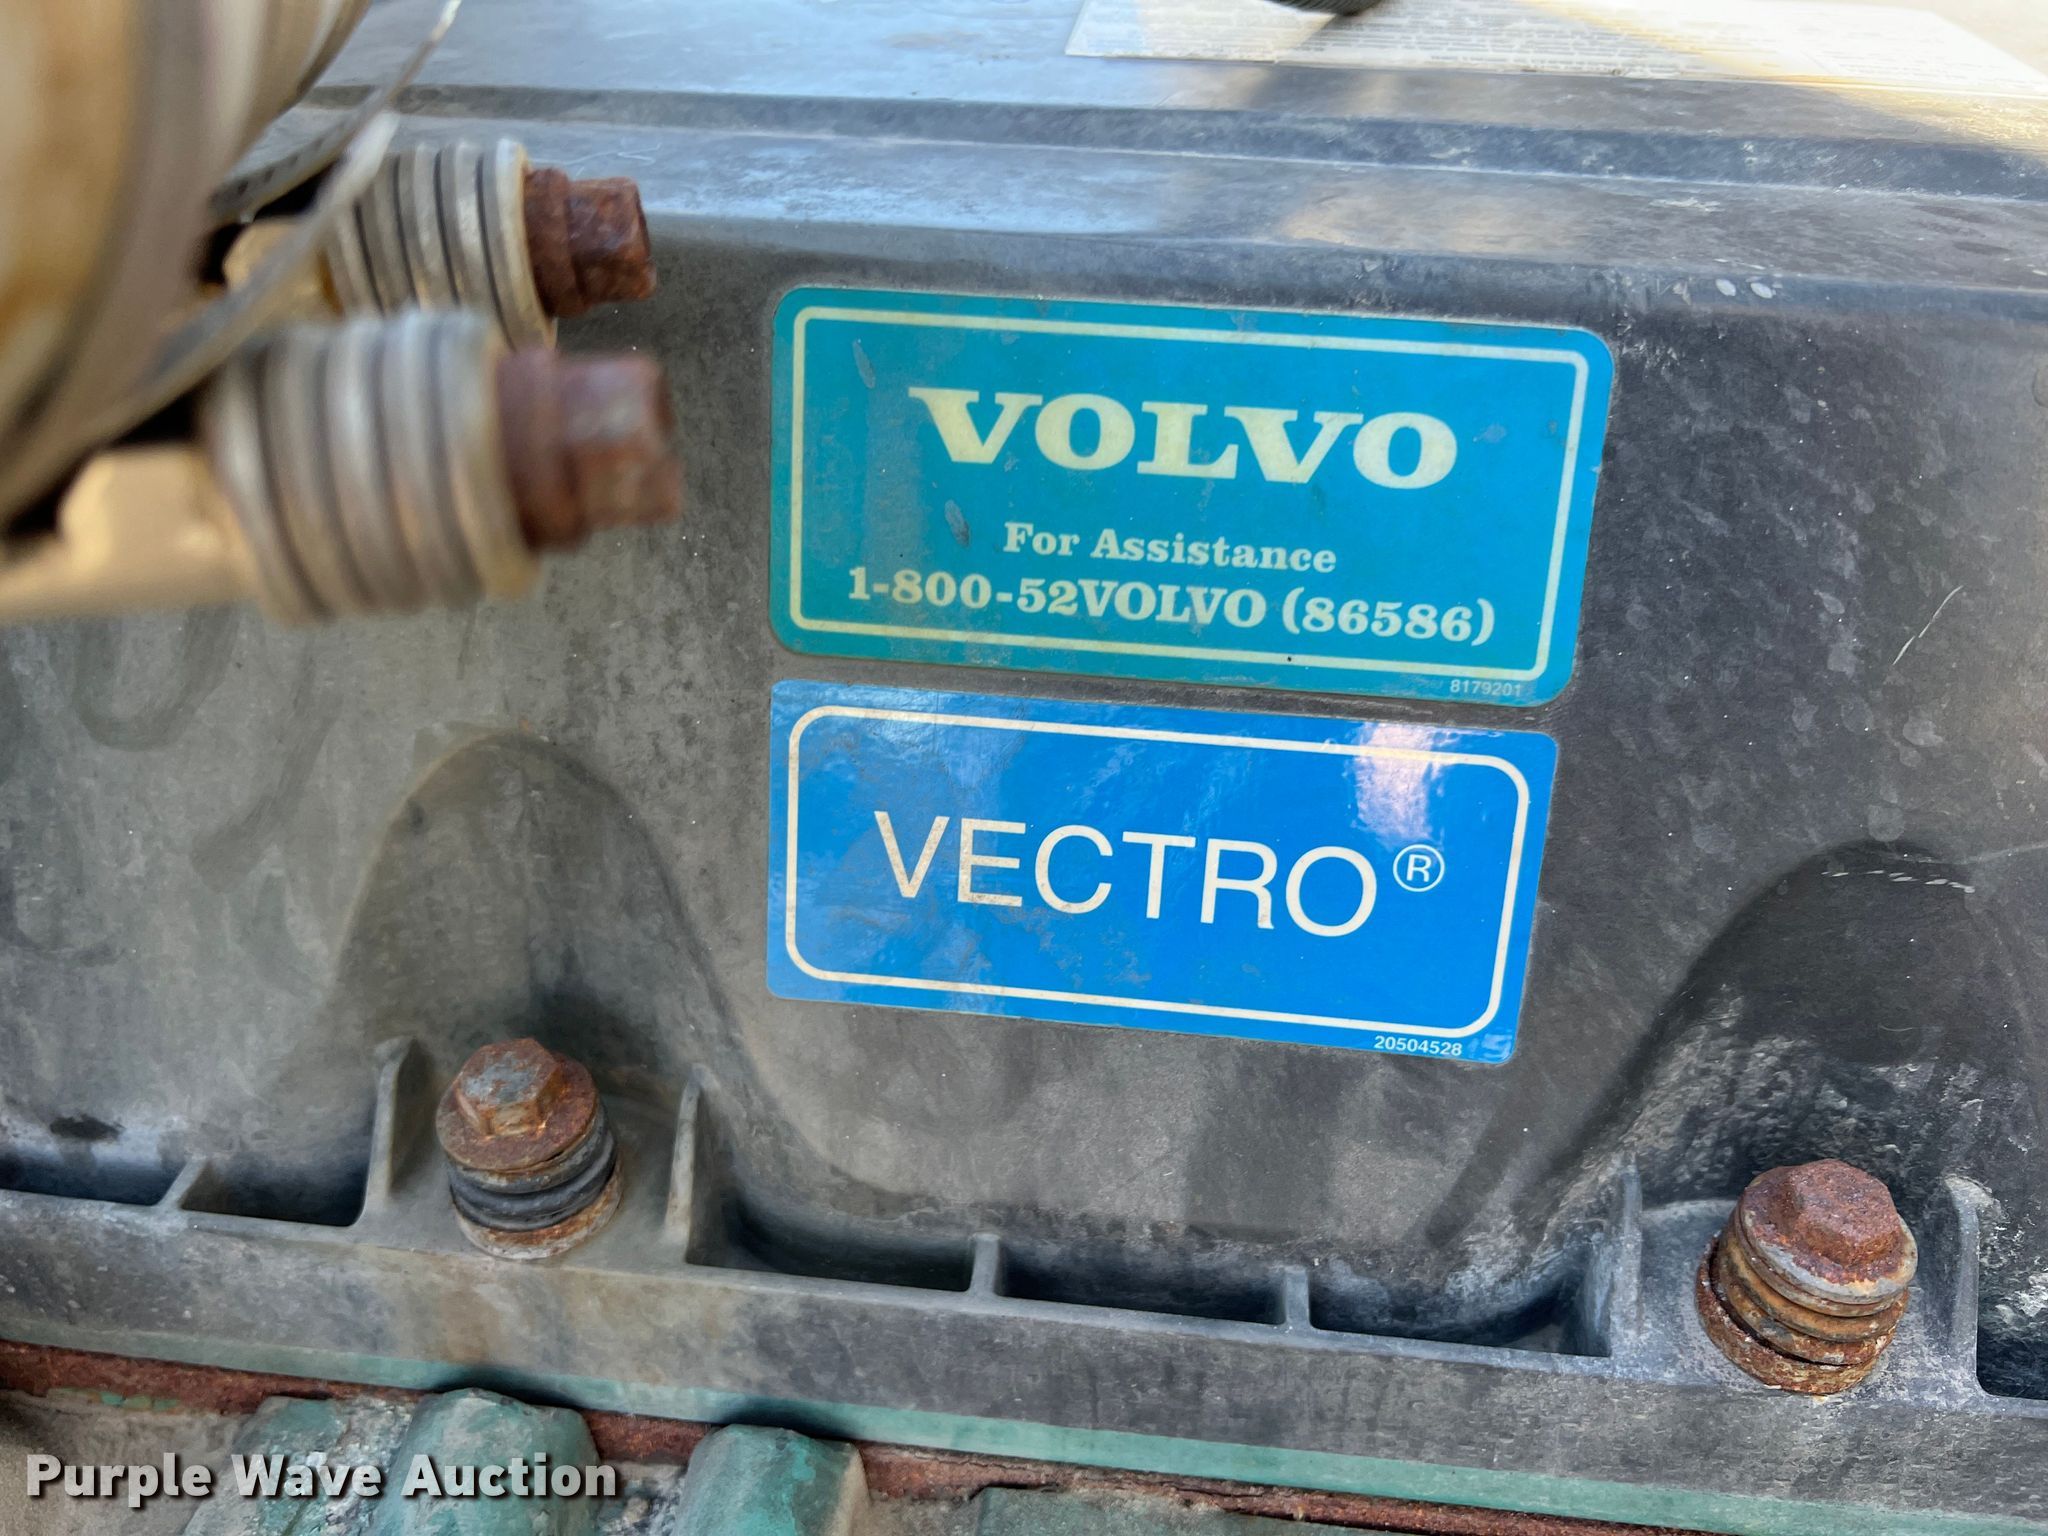 VOLVO
For Assistance
1-800-52VOLVO (86586)
8179201
VECTRO®
20504528
Purple Wave Auction